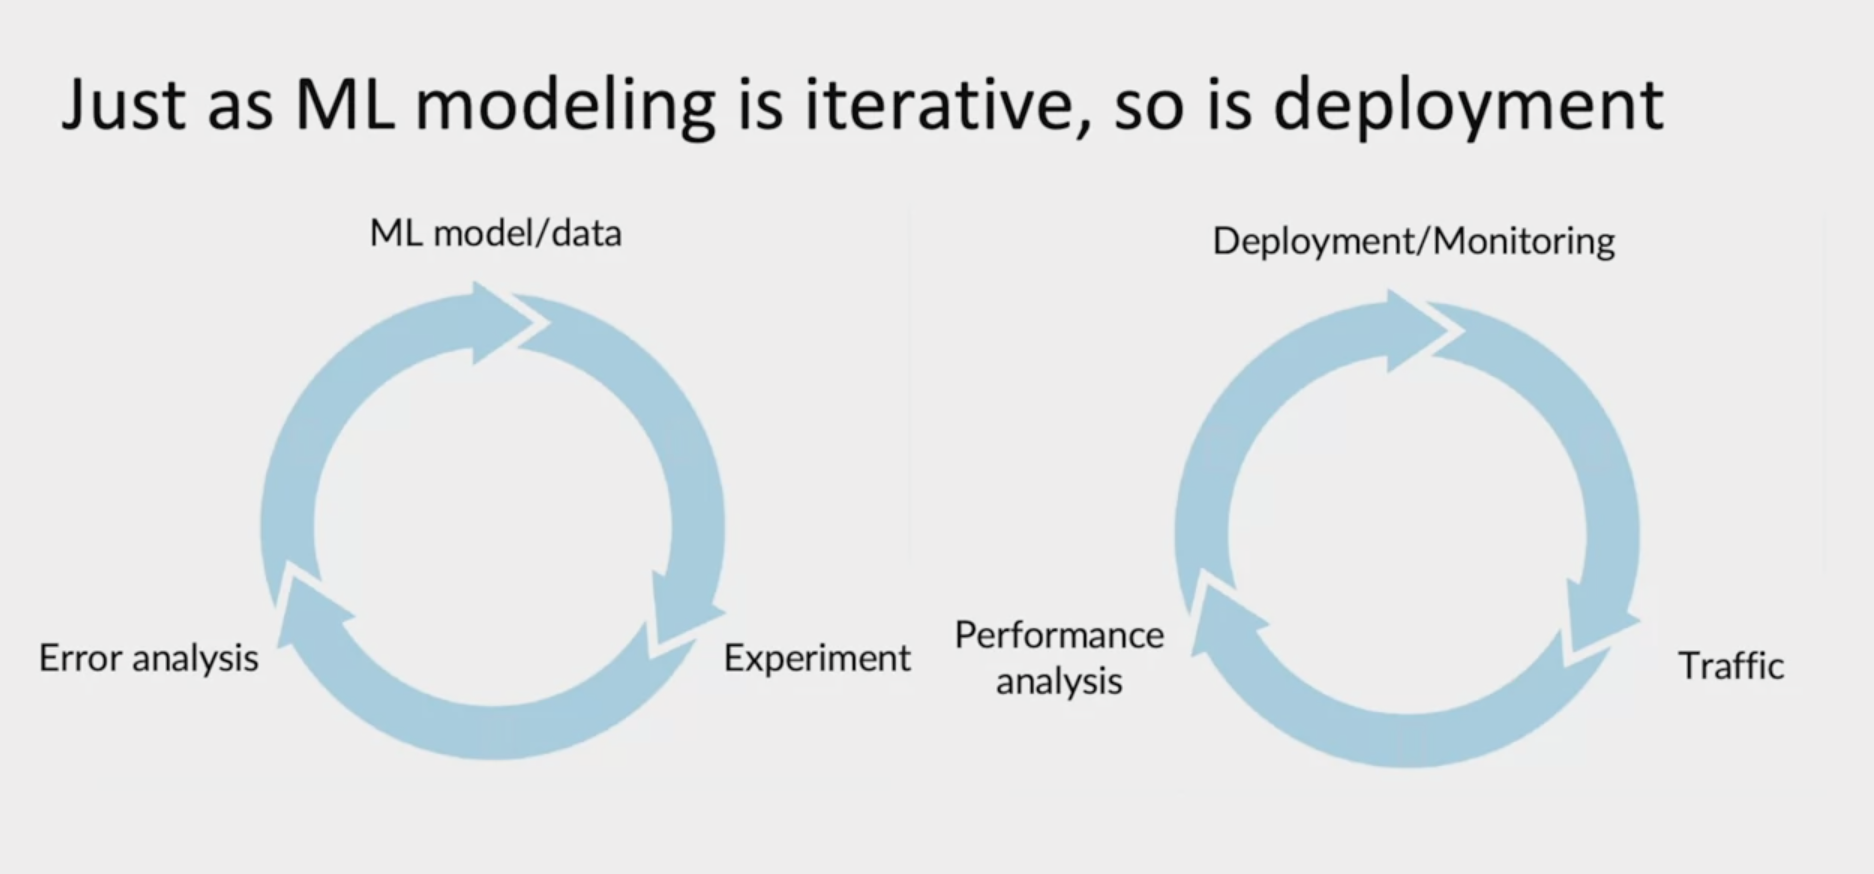 Just as ML modeling is iterative, so is deployment
ML model/data
Experiment
Error analysis
Deployment/Monitoring
Traffic
Performance
analysis